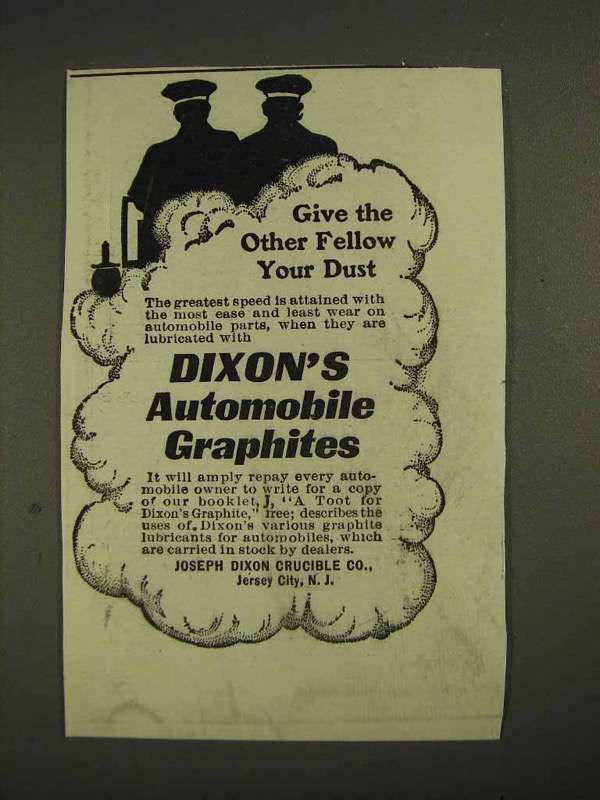 Give the
Other Fellow
Your Dust
The greatest speed is attained with
the most ease and least wear on
automobile parts, when they are
lubricated with
DIXON'S
Automobile
Graphites
It will amply repay every auto-
mobile owner to write for a copy
of our booklet, J, "A Toot for
Dixon's Graphite," free; describes the
uses of Dixon's various graphite
lubricants for automobiles, which
are carried in stock by dealers.
JOSEPH DIXON CRUCIBLE CO.,
Jersey City, N. J.